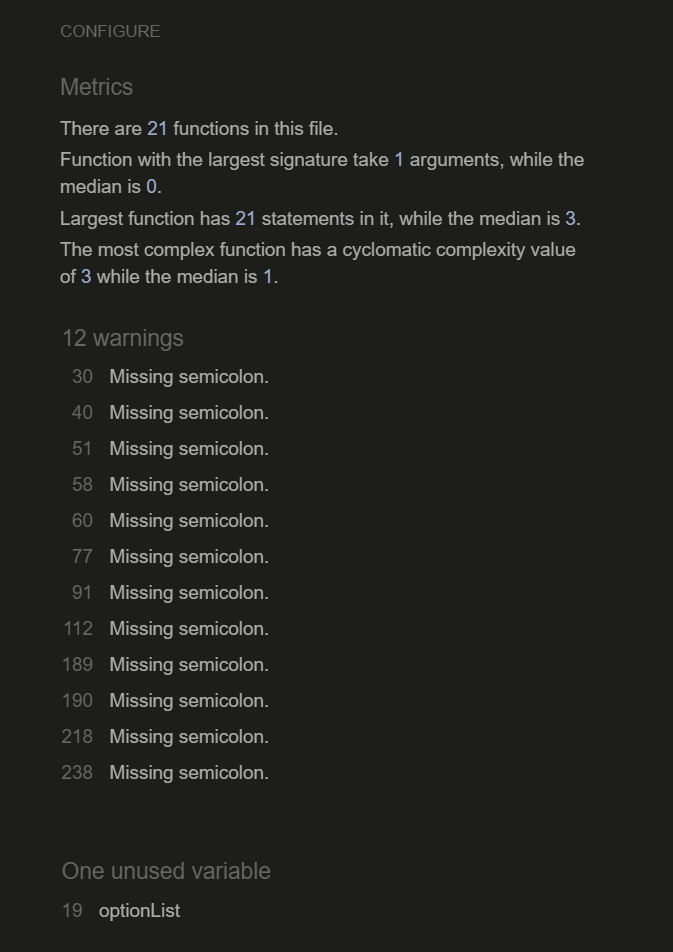 CONFIGURE
Metrics
There are 21 functions in this file.
Function with the largest signature take 1 arguments, while the
median is 0.
Largest function has 21 statements in it, while the median is 3.
The most complex function has a cyclomatic complexity value
of 3 while the median is 1.
12 warnings
30 Missing semicolon.
40 Missing semicolon.
51 Missing semicolon.
58 Missing semicolon.
60 Missing semicolon.
77 Missing semicolon.
91 Missing semicolon.
112 Missing semicolon.
189 Missing semicolon.
190 Missing semicolon.
218 Missing semicolon.
238 Missing semicolon.
One unused variable
19 optionList